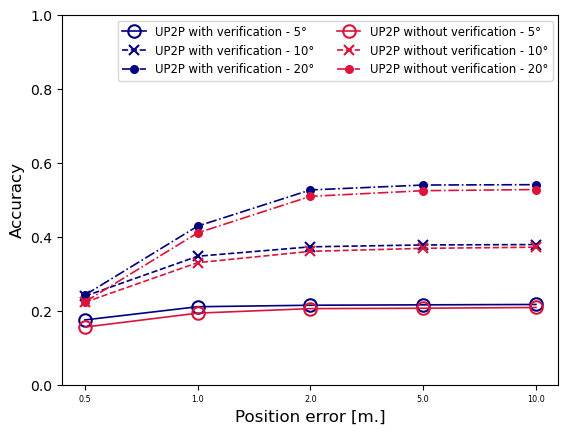 UP2P with verification - 5°
UP2P with verification - 10°
UP2P with verification - 20°
UP2P without verification - 5°
UP2P without verification - 10°
UP2P without verification - 20°
1.0
0.8
0.6
0.4
0.2
0.0
Accuracy
0.5 1.0 2.0 5.0 10.0
Position error [m.]